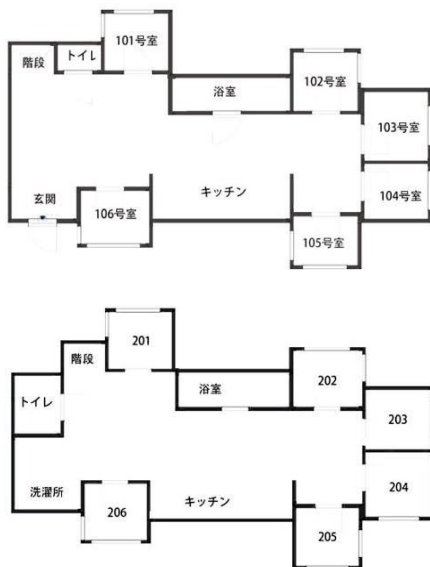 101号室
階段
トイレ
102号室
浴室
103号室
玄関
106号室
キッチン
104号室
105号室
201
階段
トイレ
浴室
202
203
洗濯所
206
キッチン
204
205